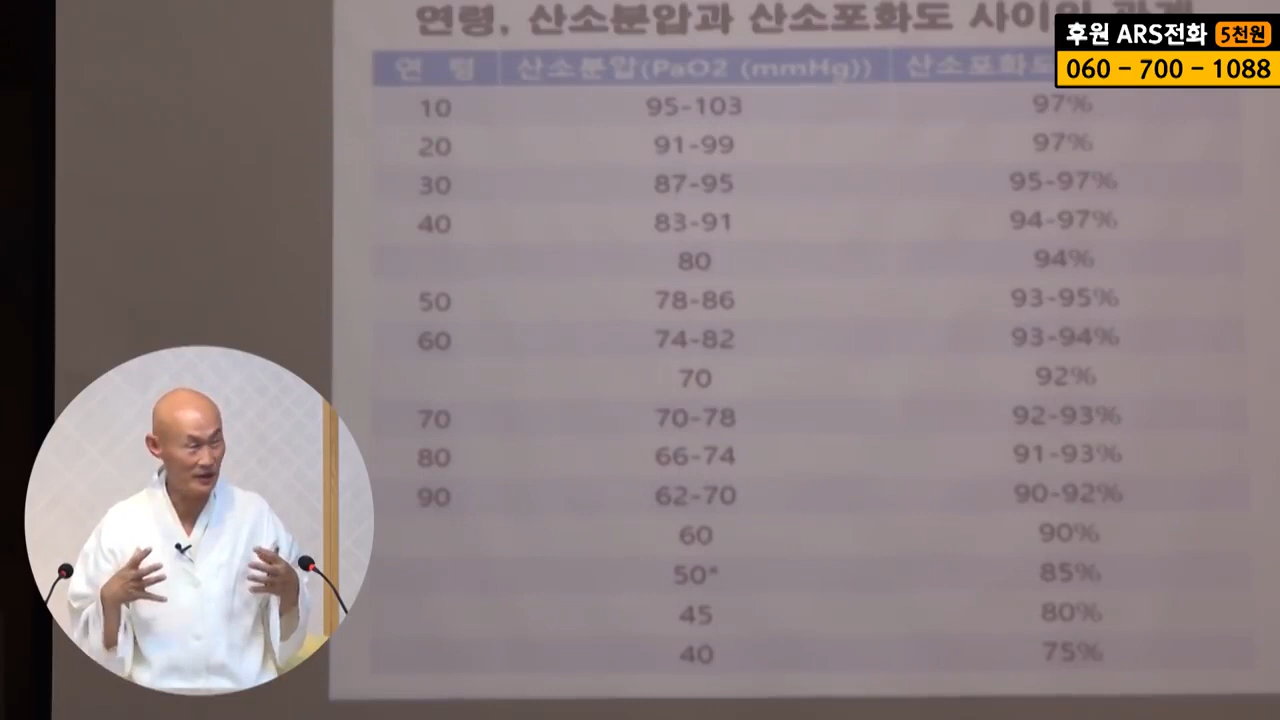 연령, 산소분압과 산소포화도 사이의 관계
후원 ARS전화 5천원
060-700-1088
연 령 산소분압(PaO2 (mmHg)) 산소포화도
10 95-103 97%
20 91-99 97%
30 87-95 95-97%
40 83-91 94-97%
80 94%
50 78-86 93-95%
60 74-82 93-94%
70 92%
70 70-78 92-93%
80 66-74 91-93%
90 62-70 90-92%
60 90%
50* 85%
45 80%
40 75%